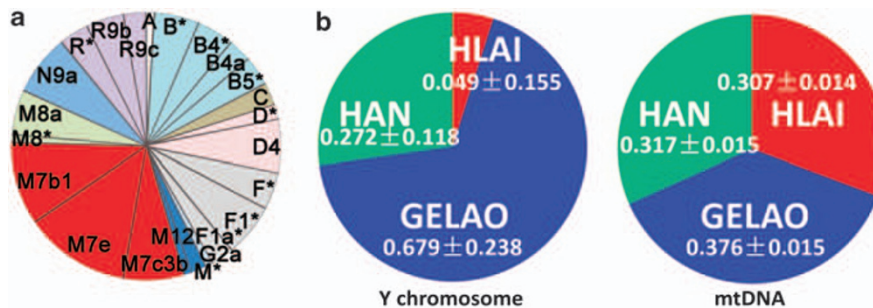 a
A
B*
R9b
R*
R9c
B4*
B4a
B5*
N9a
C
D*
M8a
M8*
D4
M7b1
F*
F1*
M12
F1a*
M7e
G2a
M7c3b
M*
b
HLAI
0.049±0.155
HAN
0.272±0.118
GELAO
0.679±0.238
Y chromosome
0.307±0.014
HLAI
HAN
0.317±0.015
GELAO
0.376±0.015
mtDNA